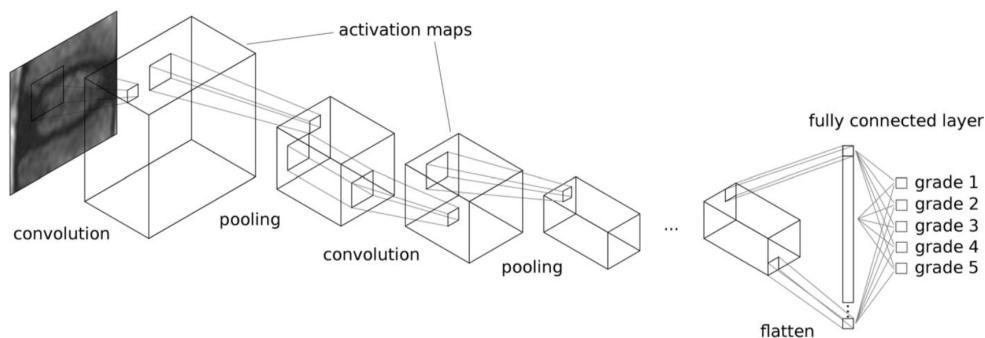 activation maps
fully connected layer
convolution
pooling
convolution
pooling
...
flatten
grade 1
grade 2
grade 3
grade 4
grade 5